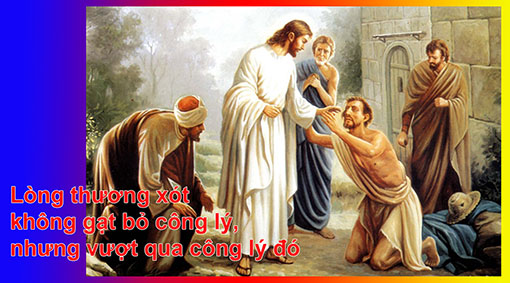 Lòng thương xót
không gạt bỏ công lý,
nhưng vượt qua công lý đó